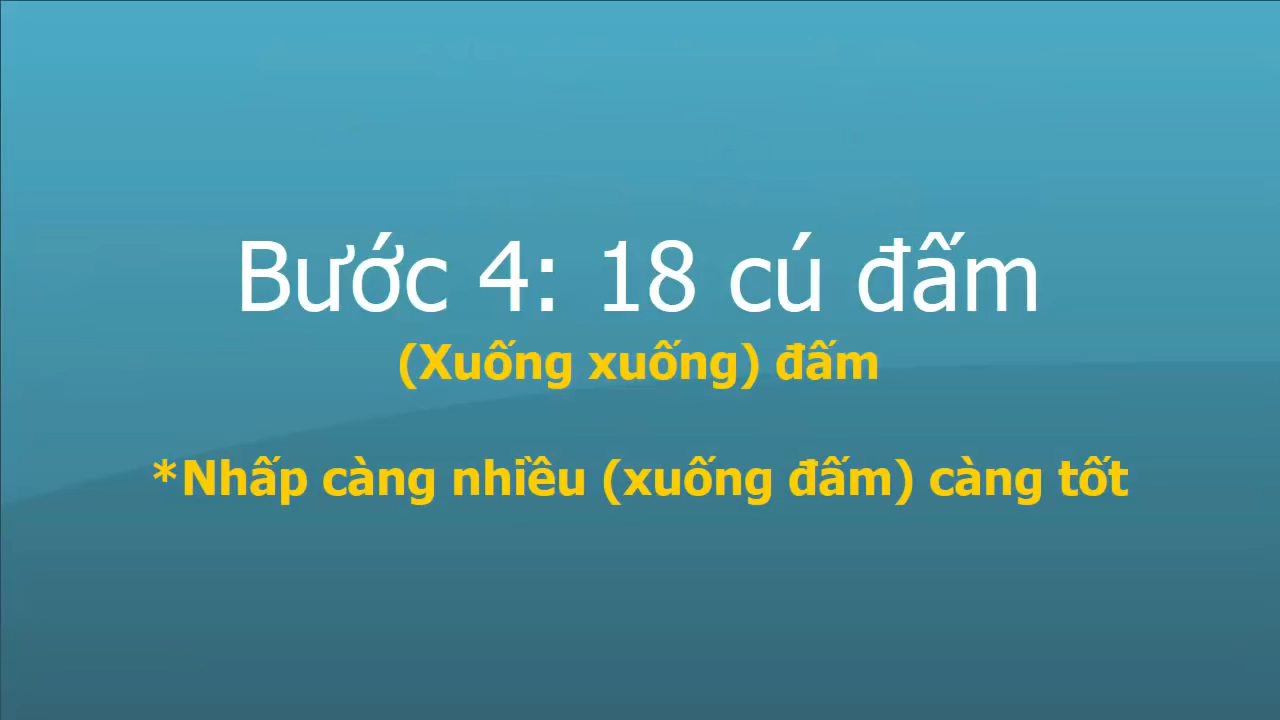 Bước 4: 18 cú đấm
(Xuống xuống) đấm
*Nhấp càng nhiều (xuống đấm) càng tốt